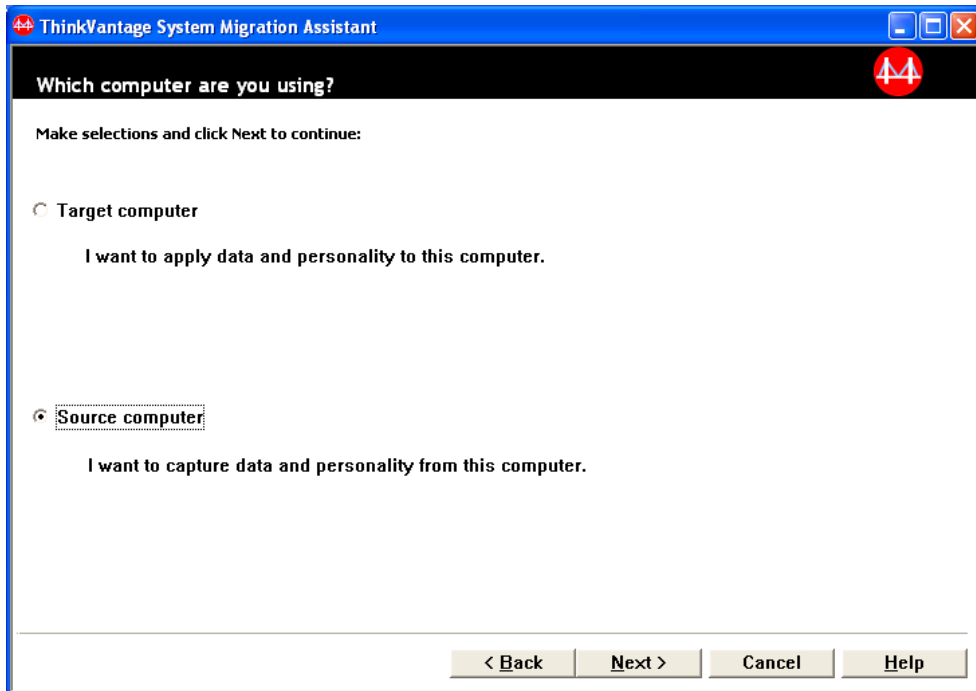 ThinkVantage System Migration Assistant
Which computer are you using?
Make selections and click Next to continue:
Target computer
I want to apply data and personality to this computer.
Source computer
I want to capture data and personality from this computer.
< Back Next > Cancel Help